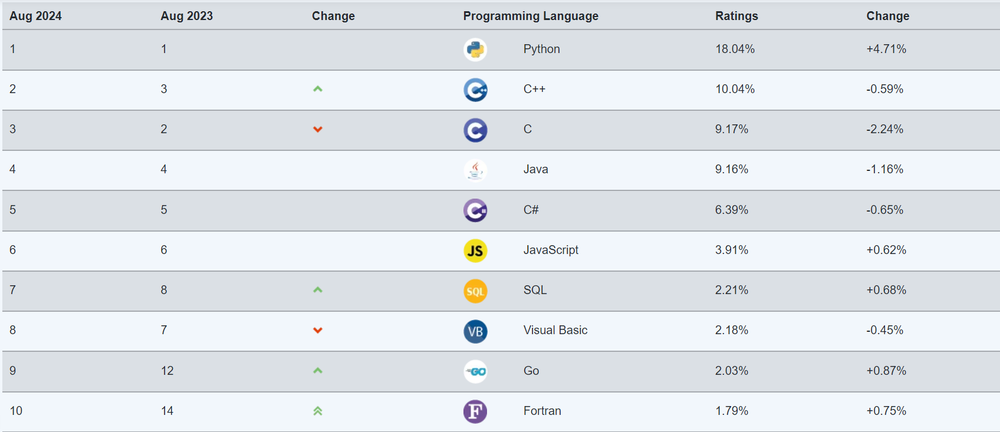 Aug 2024 Aug 2023 Change Programming Language Ratings Change
1 1 Python 18.04% +4.71%
2 3 C++ C++ 10.04% -0.59%
3 2 C C 9.17% -2.24%
4 4 Java 9.16% -1.16%
5 5 C# C# 6.39% -0.65%
6 6 JS JavaScript 3.91% +0.62%
7 8 SQL SQL 2.21% +0.68%
8 7 VB Visual Basic 2.18% -0.45%
9 12 GO Go 2.03% +0.87%
10 14 F Fortran 1.79% +0.75%